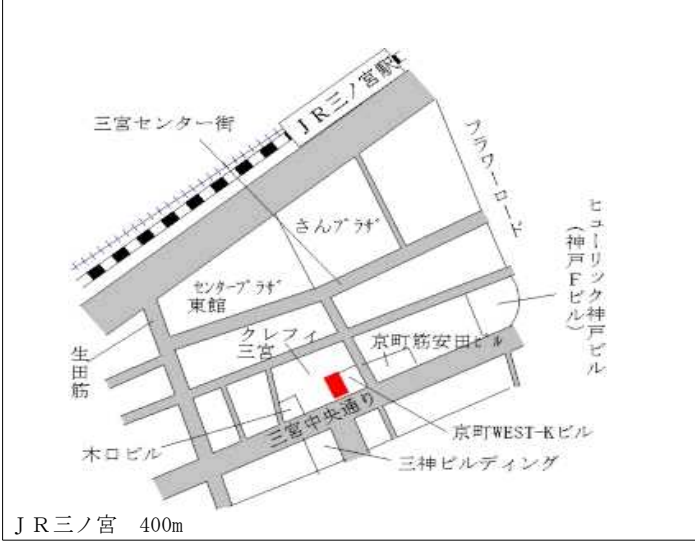 JR三ノ宮駅
三宮センター街
フラワーロード
さんプラザ
ヒューリック神戸ビル
(神戸Fビル)
センタープラザ
東館
クレフィ
三宮
京町筋安田ビル
生田筋
三宮中央通り
木口ビル
京町WEST-Kビル
三神ビルディング
JR三ノ宮 400m